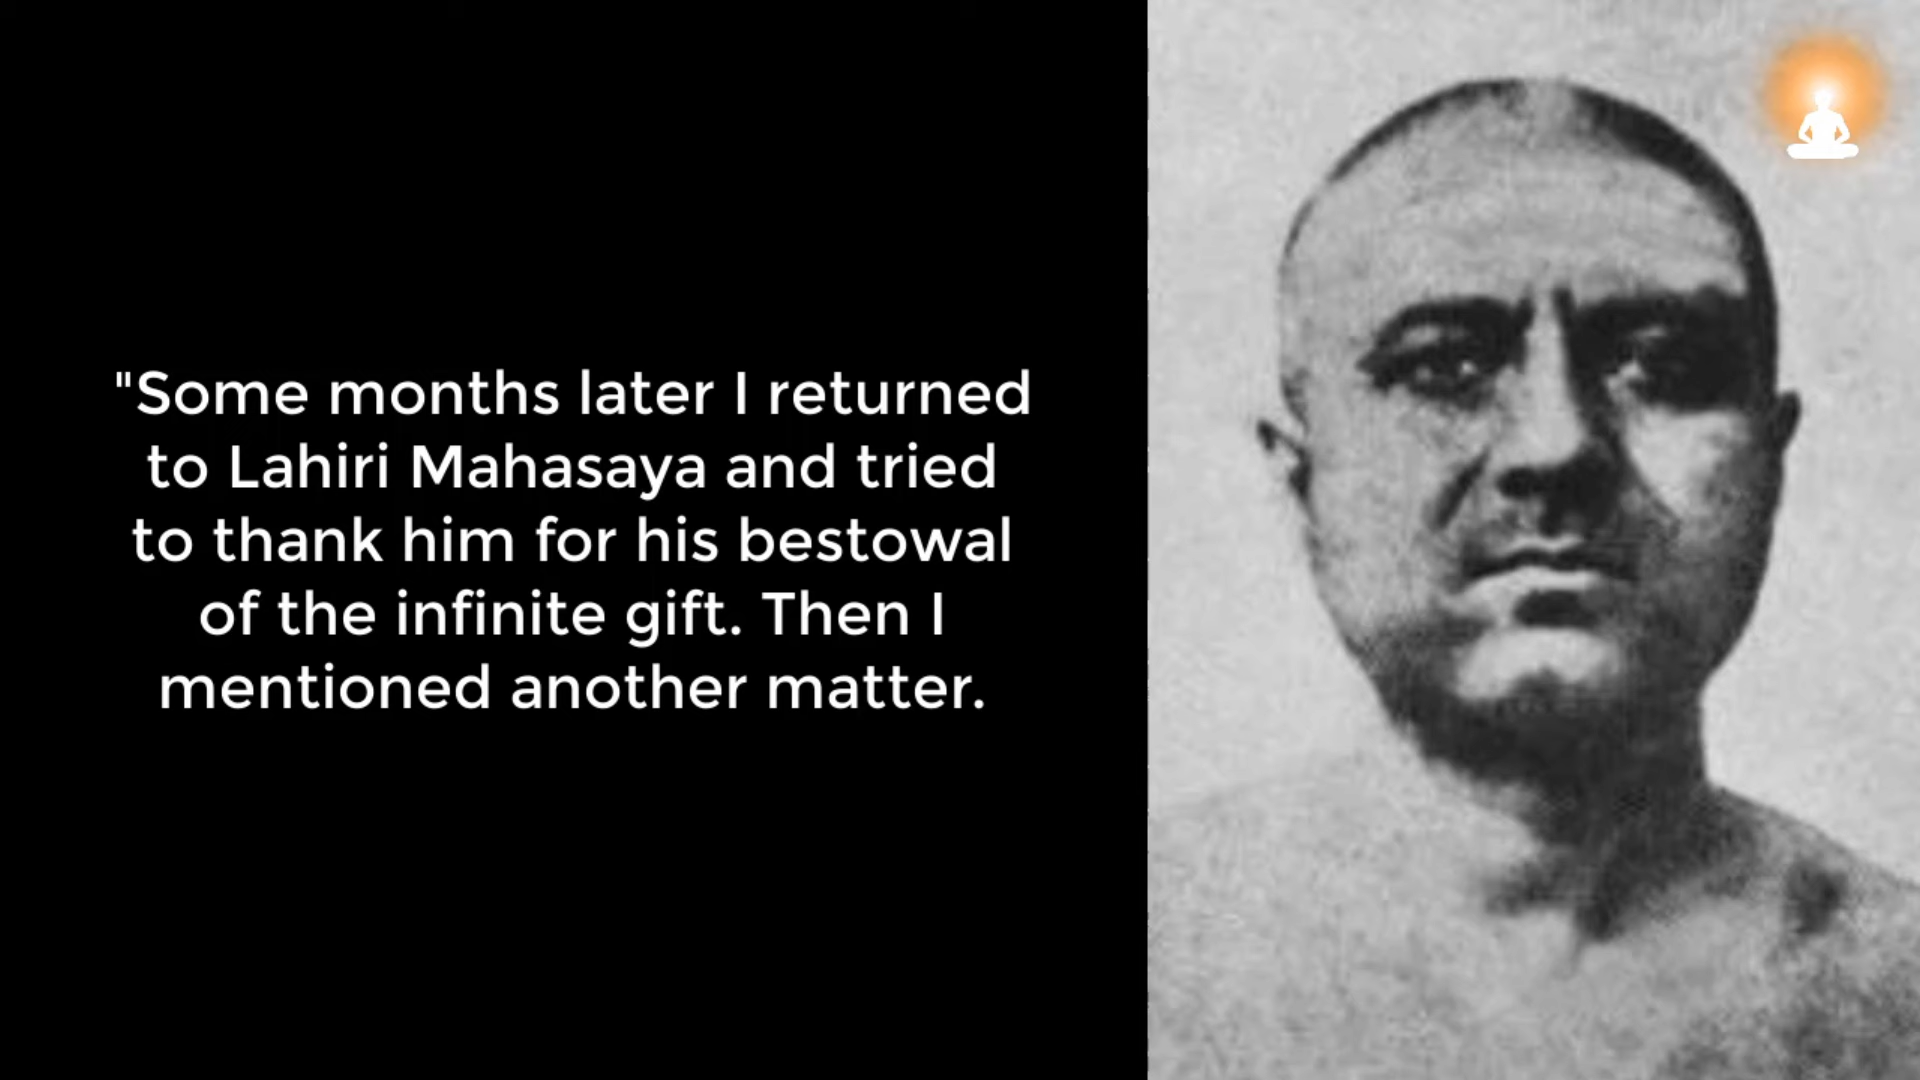 "Some months later I returned
to Lahiri Mahasaya and tried
to thank him for his bestowal
of the infinite gift. Then I
mentioned another matter.